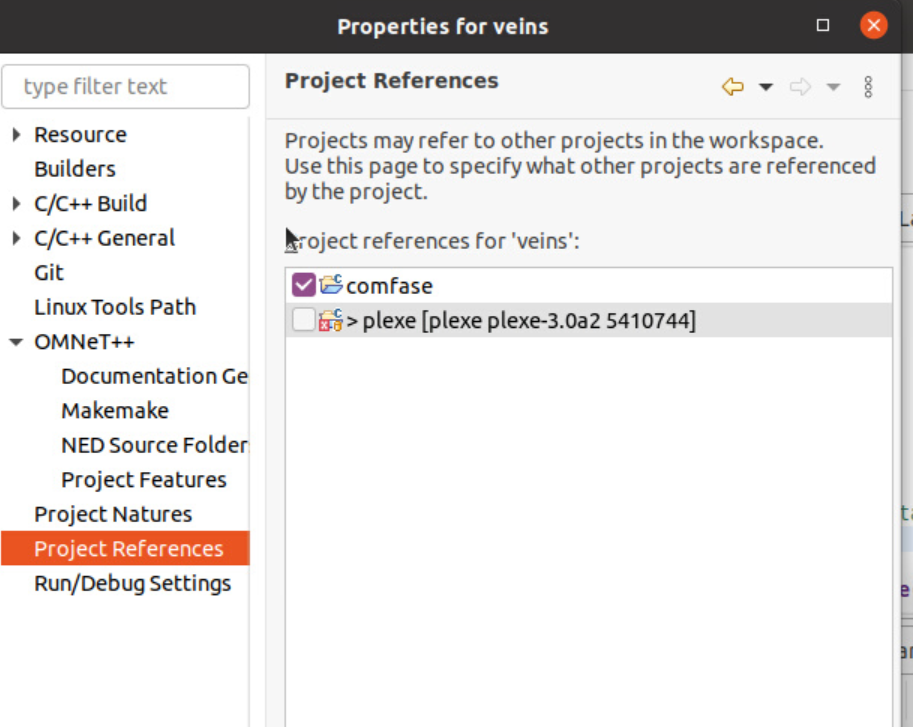 Properties for veins
type filter text
Resource
Builders
C/C++ Build
C/C++ General
Git
Linux Tools Path
OMNeT++
Documentation Ge
Makemake
NED Source Folder
Project Features
Project Natures
Project References
Run/Debug Settings
Project References
Projects may refer to other projects in the workspace.
Use this page to specify what other projects are referenced
by the project.
Project references for 'veins':
comfase
> plexe [plexe plexe-3.0a2 5410744]